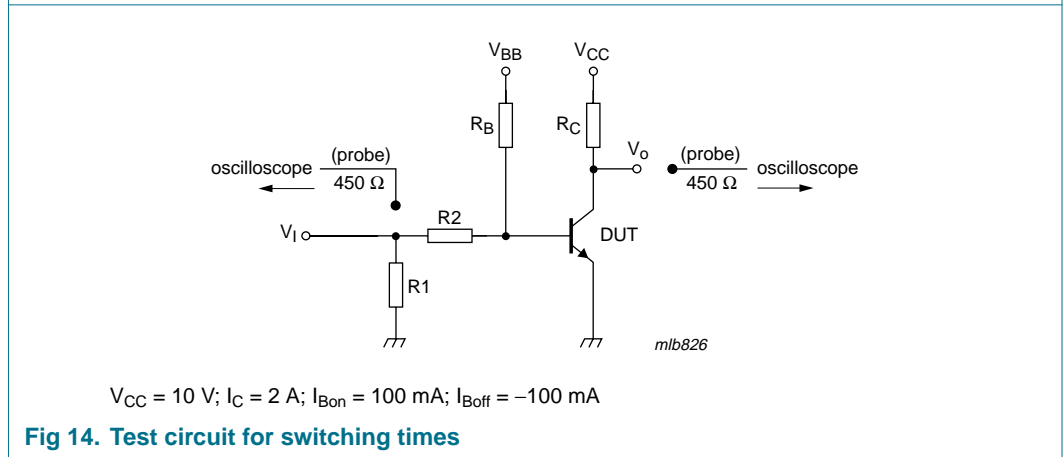 VBB VCC
RB RC
oscilloscope (probe) 450 Ω
Vo (probe) 450 Ω oscilloscope
VI R2 DUT
R1
mlb826
VCC = 10 V; IC = 2 A; IBon = 100 mA; IBoff = −100 mA
Fig 14. Test circuit for switching times